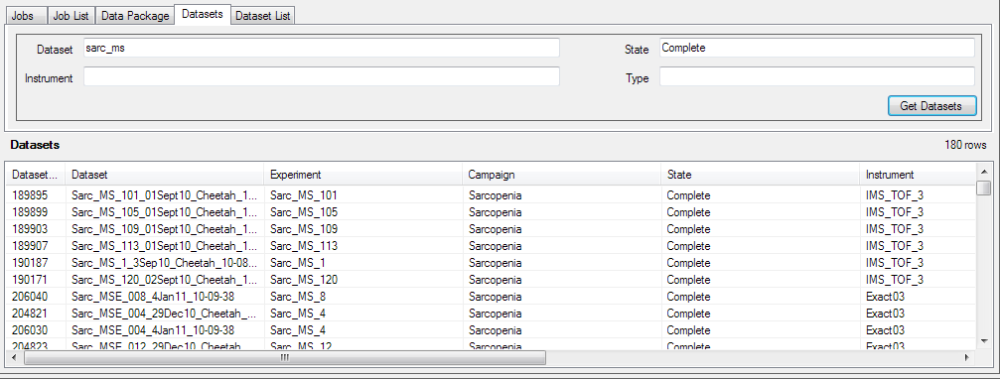 Jobs Job List Data Package Datasets Dataset List
Dataset sarc_ms State Complete
Instrument Type
Get Datasets
Datasets 180 rows
Dataset... Dataset Experiment Campaign State Instrument
189895 Sarc_MS_101_01Sept10_Cheetah_1... Sarc_MS_101 Sarcopenia Complete IMS_TOF_3
189899 Sarc_MS_105_01Sept10_Cheetah_1... Sarc_MS_105 Sarcopenia Complete IMS_TOF_3
189903 Sarc_MS_109_01Sept10_Cheetah_1... Sarc_MS_109 Sarcopenia Complete IMS_TOF_3
189907 Sarc_MS_113_01Sept10_Cheetah_1... Sarc_MS_113 Sarcopenia Complete IMS_TOF_3
190187 Sarc_MS_1_3Sep10_Cheetah_10-08... Sarc_MS_1 Sarcopenia Complete IMS_TOF_3
190171 Sarc_MS_120_02Sept10_Cheetah_1... Sarc_MS_120 Sarcopenia Complete IMS_TOF_3
206040 Sarc_MSE_008_4Jan11_10-09-38 Sarc_MS_8 Sarcopenia Complete Exact03
204821 Sarc_MSE_004_29Dec10_Cheetah_... Sarc_MS_4 Sarcopenia Complete Exact03
206030 Sarc_MSE_004_4Jan11_10-09-38 Sarc_MS_4 Sarcopenia Complete Exact03
204823 Sarc_MSE_012_29Dec10_Cheetah_... Sarc_MS_12 Sarcopenia Complete Exact03